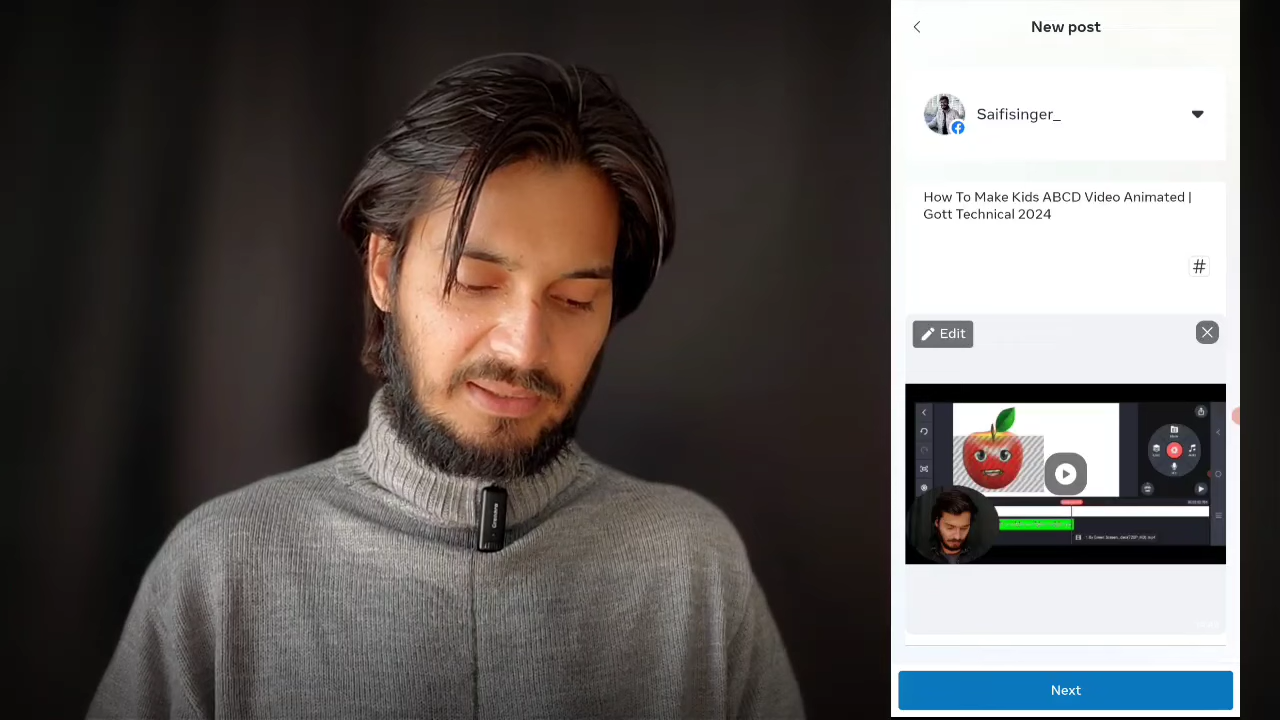 New post
Saifisinger_
How To Make Kids ABCD Video Animated |
Gott Technical 2024
#
Edit
Next